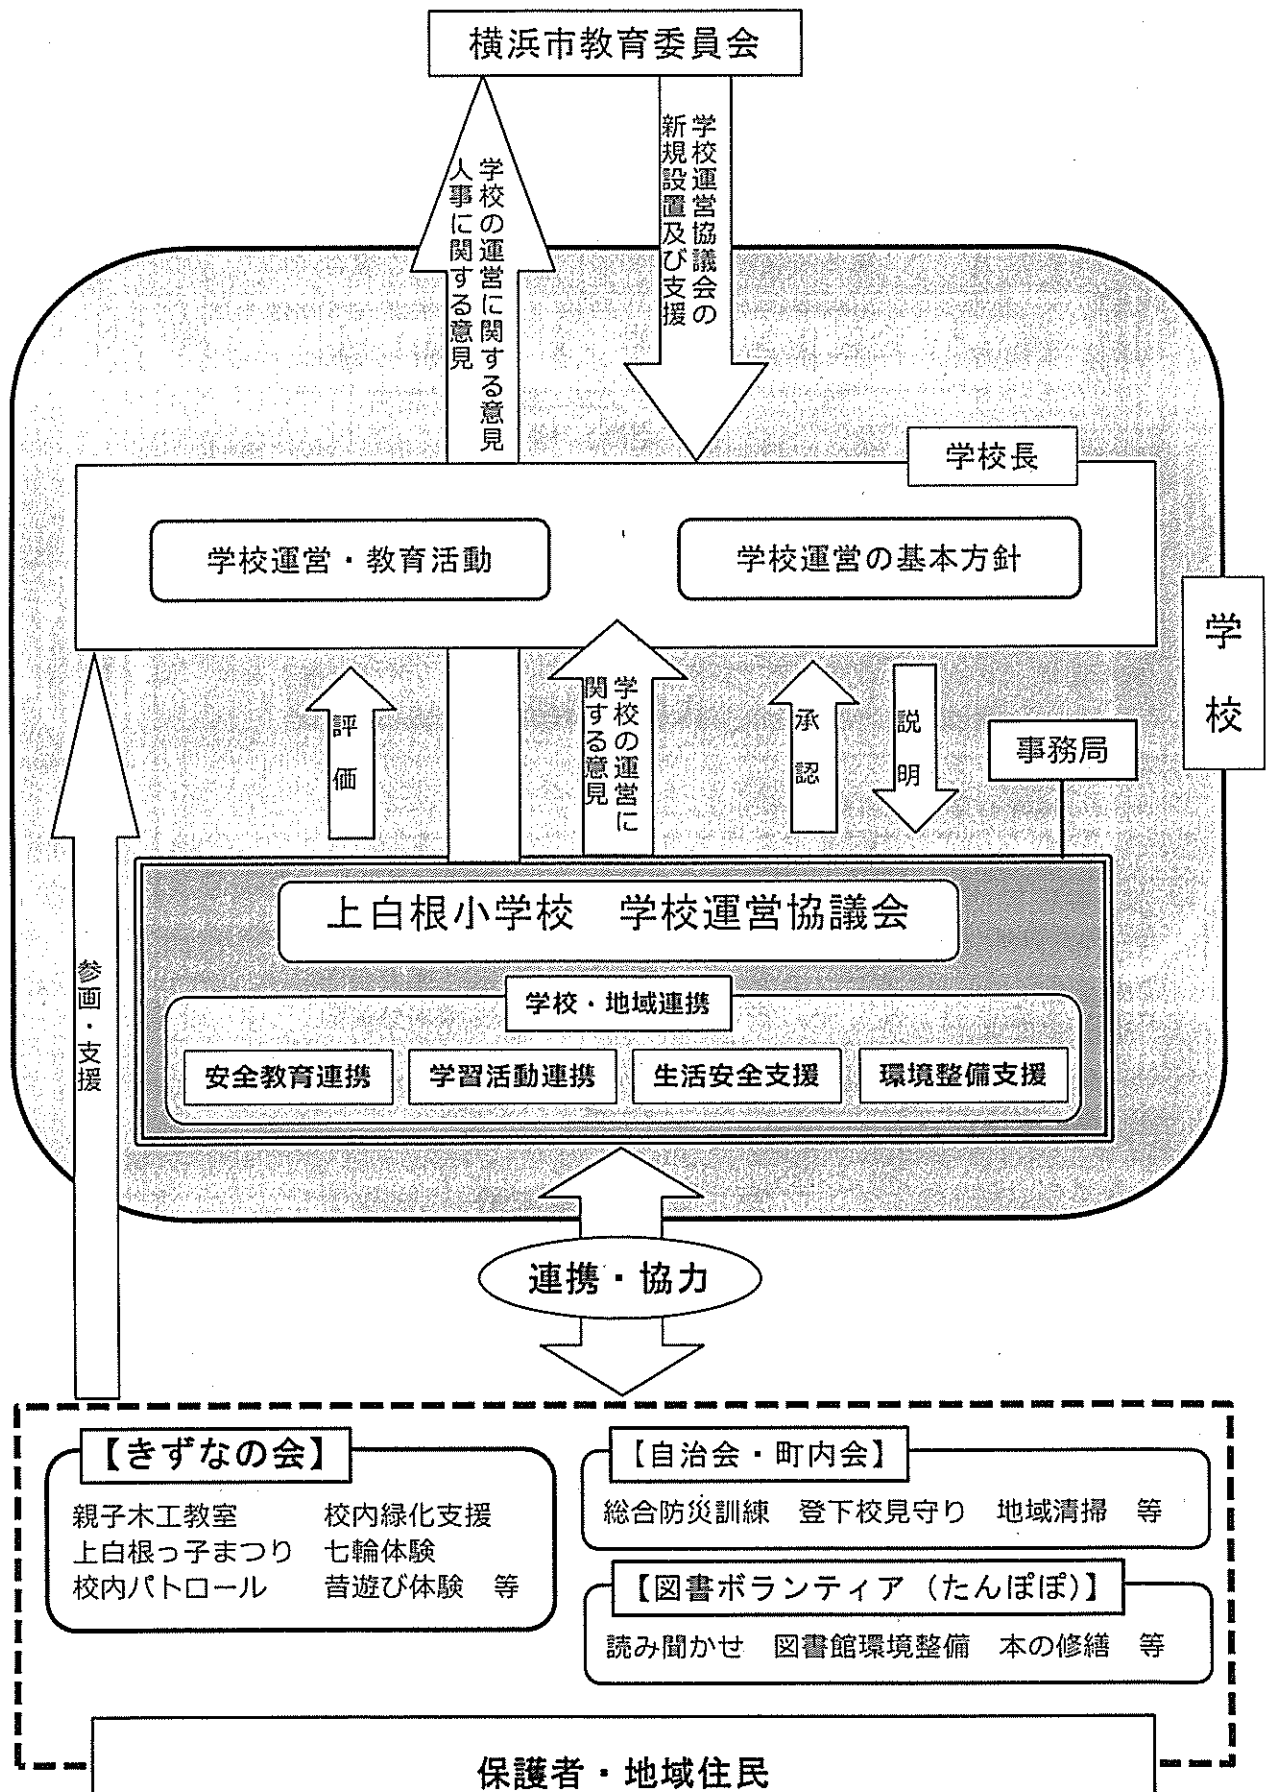 横浜市教育委員会
学校の運営に関する意見
人事に関する意見
学校運営協議会の
新規設置及び支援
学校長
学校運営・教育活動
学校運営の基本方針
学校
評価
学校の運営に
関する意見
承認
説明
事務局
上白根小学校　学校運営協議会
学校・地域連携
安全教育連携
学習活動連携
生活安全支援
環境整備支援
参画・支援
連携・協力
【きずなの会】
親子木工教室　校内緑化支援
上白根っ子まつり　七輪体験
校内パトロール　昔遊び体験　等
【自治会・町内会】
総合防災訓練　登下校見守り　地域清掃　等
【図書ボランティア（たんぽぽ）】
読み聞かせ　図書館環境整備　本の修繕　等
保護者・地域住民